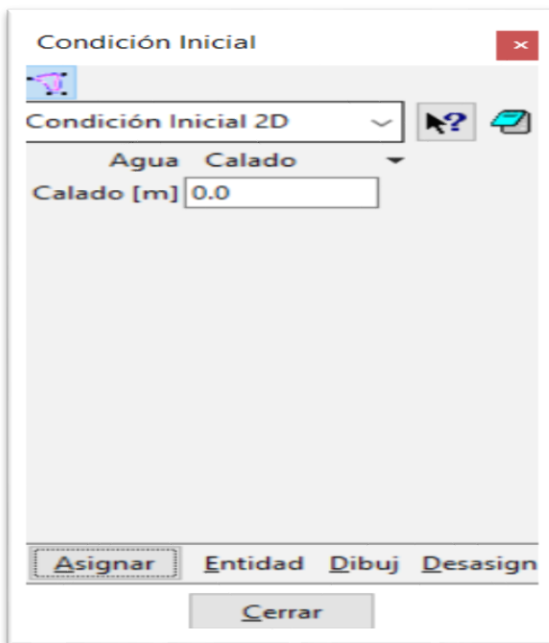 Condición Inicial
Condición Inicial 2D
Agua Calado
Calado [m] 0.0
Asignar Entidad Dibuj Desasign
Cerrar